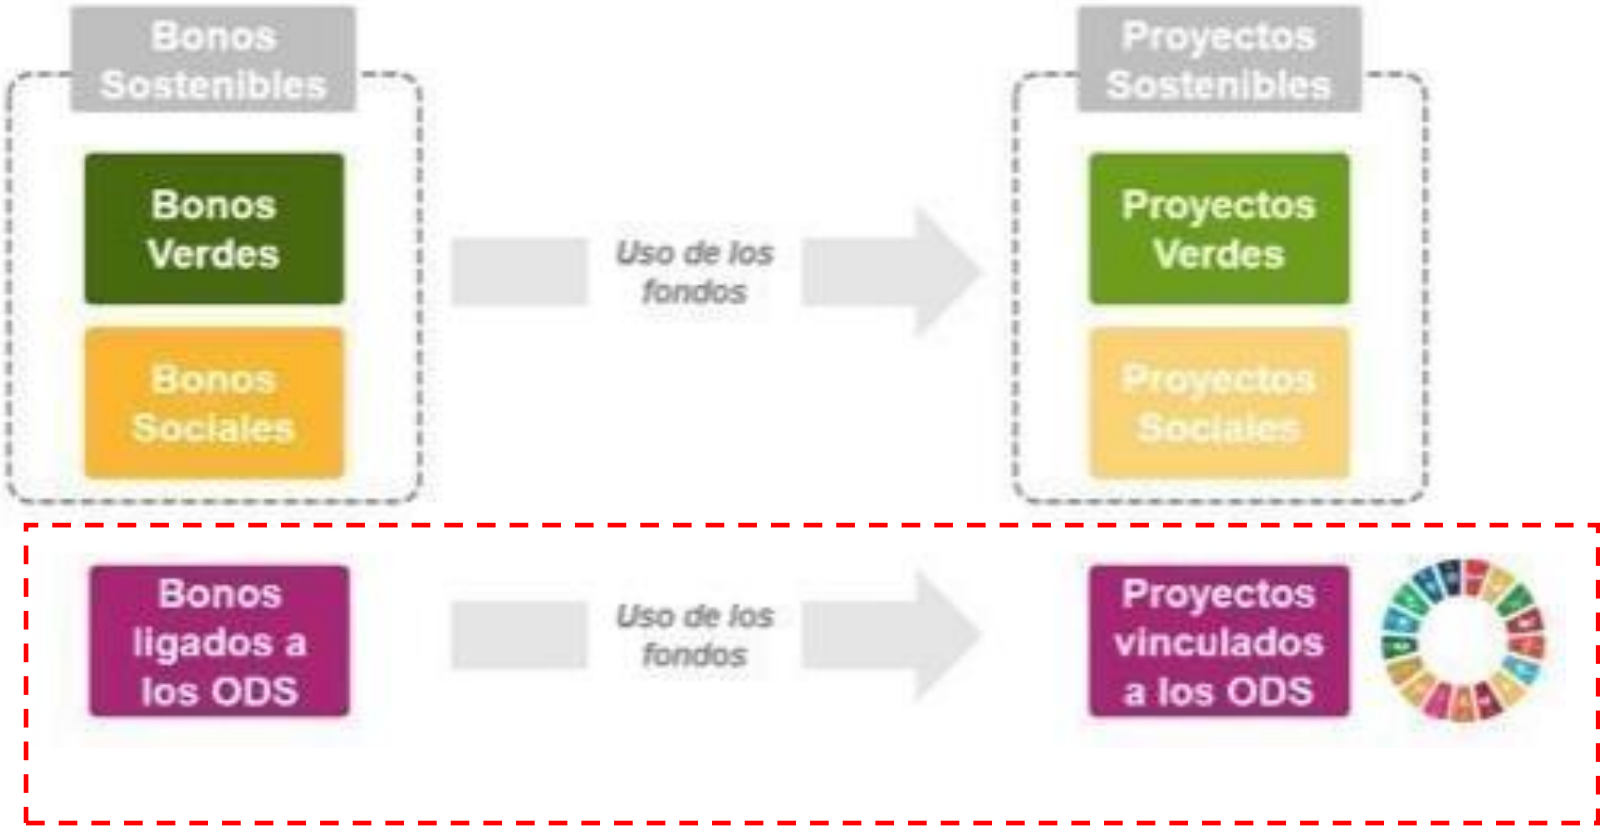 Bonos
Sostenibles
Proyectos
Sostenibles
Bonos
Verdes
Uso de los
fondos
Proyectos
Verdes
Bonos
Sociales
Proyectos
Sociales
Bonos
ligados a
los ODS
Uso de los
fondos
Proyectos
vinculados
a los ODS